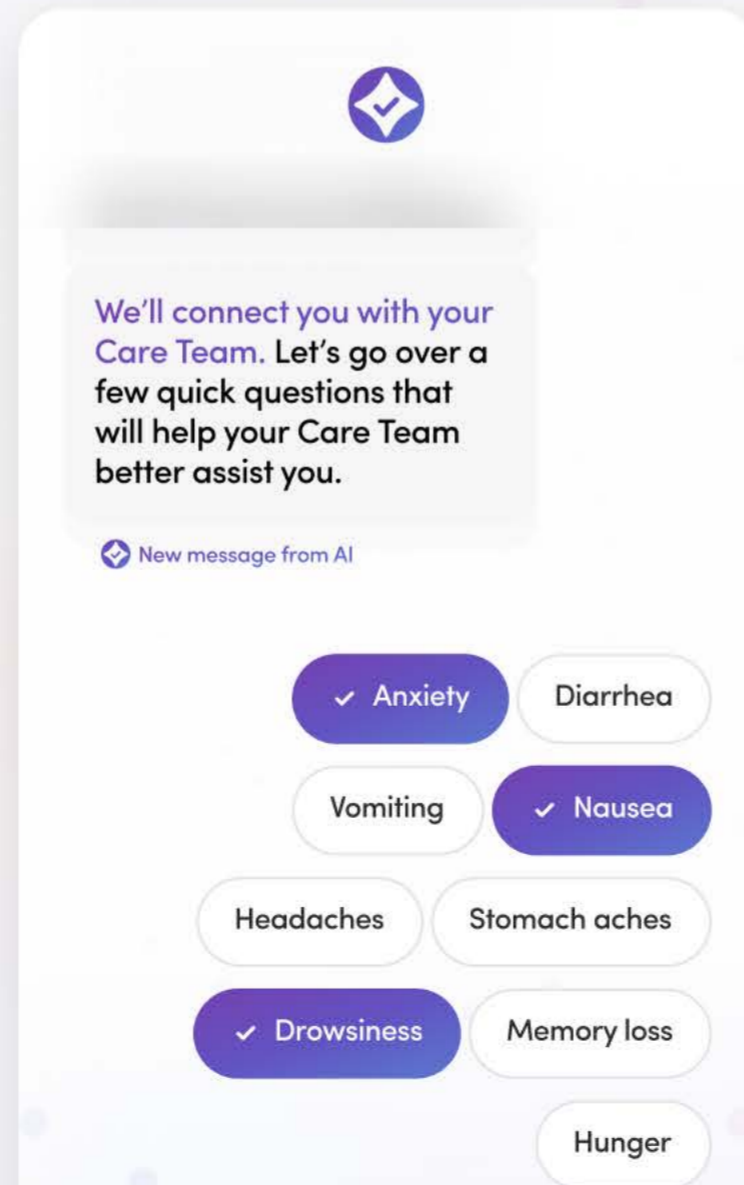 We’ll connect you with your
Care Team. Let’s go over a
few quick questions that
will help your Care Team
better assist you.
New message from AI
Anxiety Diarrhea
Vomiting Nausea
Headaches Stomach aches
Drowsiness Memory loss
Hunger